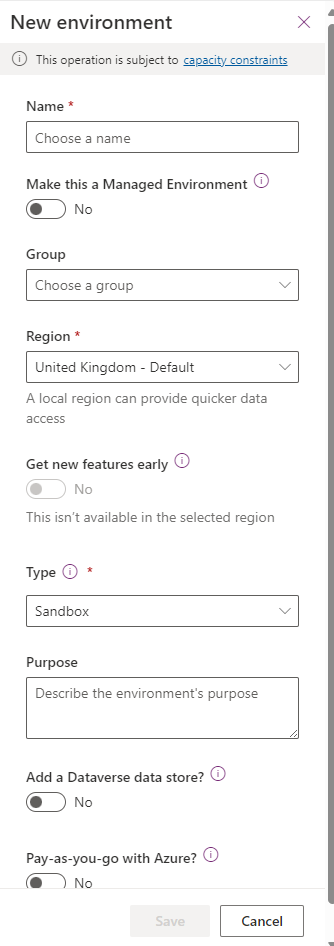 New environment
This operation is subject to capacity constraints
Name *
Choose a name
Make this a Managed Environment
No
Group
Choose a group
Region *
United Kingdom - Default
A local region can provide quicker data
access
Get new features early
No
This isn't available in the selected region
Type *
Sandbox
Purpose
Describe the environment's purpose
Add a Dataverse data store?
No
Pay-as-you-go with Azure?
No
Save
Cancel